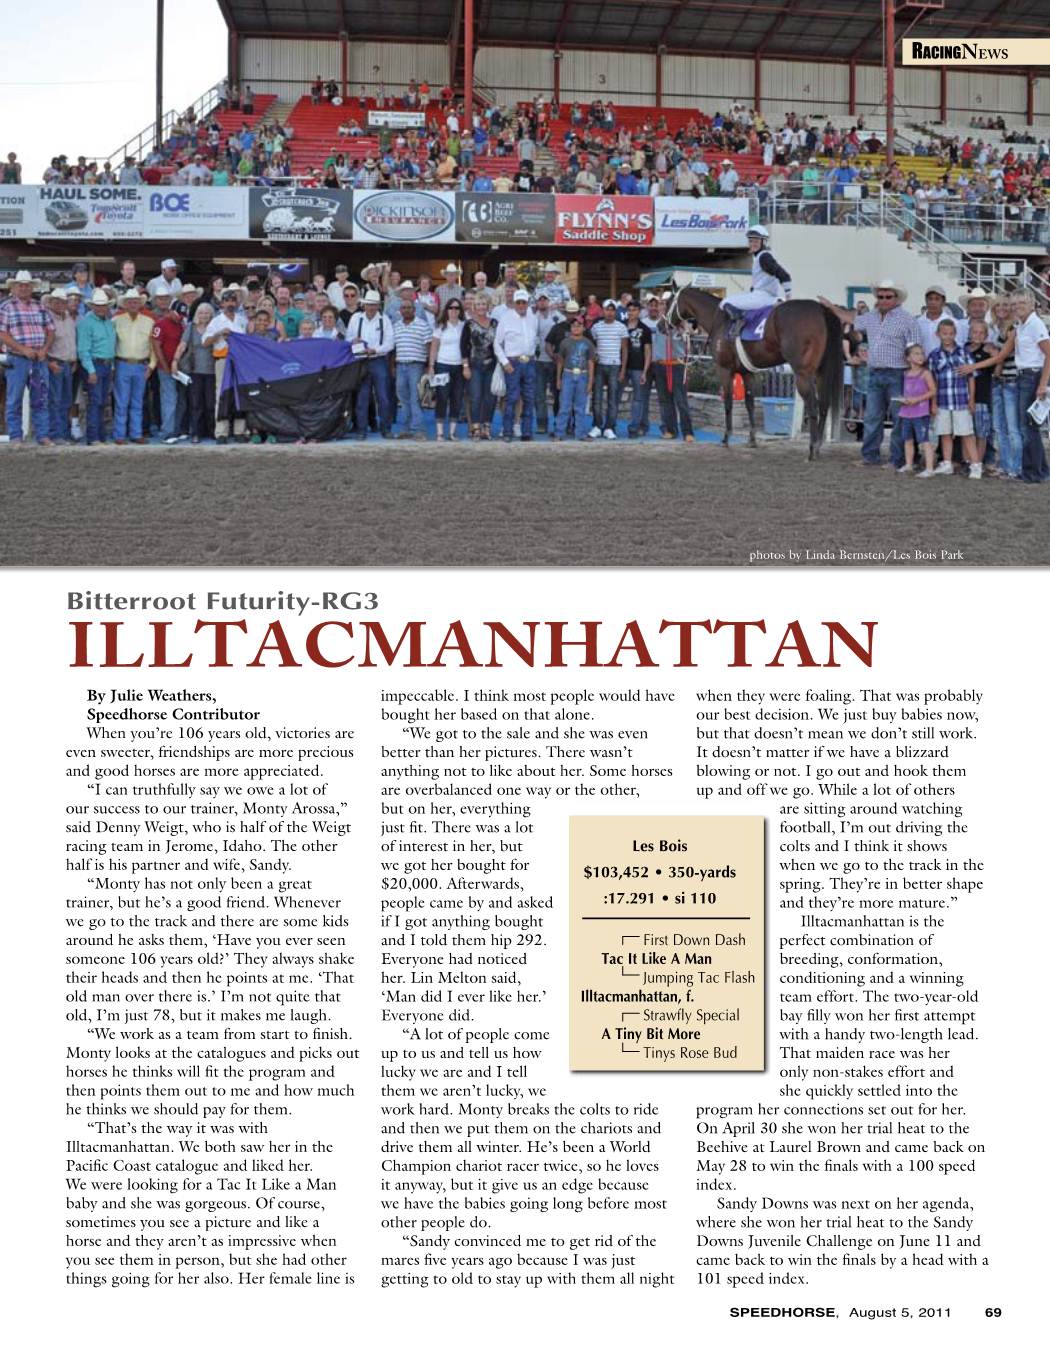 RACINGNEWS
1
2
3
4
HAUL SOME.
TomScott
Toyota
BOE
BOISE OFFICE EQUIPMENT
DICKINSON
INSURANCE
AGRI
BEEF
CO.
FLYNN'S
Saddle Shop
Les Bois Park
4
photos by Linda Bernsten/Les Bois Park
Bitterroot Futurity-RG3
ILLTACMANHATTAN
By Julie Weathers,
Speedhorse Contributor
When you're 106 years old, victories are
even sweeter, friendships are more precious
and good horses are more appreciated.
"I can truthfully say we owe a lot of
our success to our trainer, Monty Arossa,"
said Denny Weigt, who is half of the Weigt
racing team in Jerome, Idaho. The other
half is his partner and wife, Sandy.
"Monty has not only been a great
trainer, but he's a good friend. Whenever
we go to the track and there are some kids
around he asks them, 'Have you ever seen
someone 106 years old?' They always shake
their heads and then he points at me. 'That
old man over there is.' I'm not quite that
old, I'm just 78, but it makes me laugh.
"We work as a team from start to finish.
Monty looks at the catalogues and picks out
horses he thinks will fit the program and
then points them out to me and how much
he thinks we should pay for them.
"That's the way it was with
Illtacmanhattan. We both saw her in the
Pacific Coast catalogue and liked her.
We were looking for a Tac It Like a Man
baby and she was gorgeous. Of course,
sometimes you see a picture and like a
horse and they aren't as impressive when
you see them in person, but she had other
things going for her also. Her female line is
impeccable. I think most people would have
bought her based on that alone.
"We got to the sale and she was even
better than her pictures. There wasn't
anything not to like about her. Some horses
are overbalanced one way or the other,
but on her, everything
just fit. There was a lot
of interest in her, but
we got her bought for
$20,000. Afterwards,
people came by and asked
if I got anything bought
and I told them hip 292.
Everyone had noticed
her. Lin Melton said,
'Man did I ever like her.'
Everyone did.
"A lot of people come
up to us and tell us how
lucky we are and I tell
them we aren't lucky, we
work hard. Monty breaks the colts to ride
and then we put them on the chariots and
drive them all winter. He's been a World
Champion chariot racer twice, so he loves
it anyway, but it give us an edge because
we have the babies going long before most
other people do.
"Sandy convinced me to get rid of the
mares five years ago because I was just
getting to old to stay up with them all night
when they were foaling. That was probably
our best decision. We just buy babies now,
but that doesn't mean we don't still work.
It doesn't matter if we have a blizzard
blowing or not. I go out and hook them
up and off we go. While a lot of others
are sitting around watching
football, I'm out driving the
colts and I think it shows
when we go to the track in the
spring. They're in better shape
and they're more mature."
Illtacmanhattan is the
perfect combination of
breeding, conformation,
conditioning and a winning
team effort. The two-year-old
bay filly won her first attempt
with a handy two-length lead.
That maiden race was her
only non-stakes effort and
she quickly settled into the
program her connections set out for her.
On April 30 she won her trial heat to the
Beehive at Laurel Brown and came back on
May 28 to win the finals with a 100 speed
index.
Sandy Downs was next on her agenda,
where she won her trial heat to the Sandy
Downs Juvenile Challenge on June 11 and
came back to win the finals by a head with a
101 speed index.
Les Bois
$103,452 • 350-yards
:17.291 • si 110
First Down Dash
Tac It Like A Man
Jumping Tac Flash
Illtacmanhattan, f.
Strawfly Special
A Tiny Bit More
Tinys Rose Bud
SPEEDHORSE, August 5, 2011 69